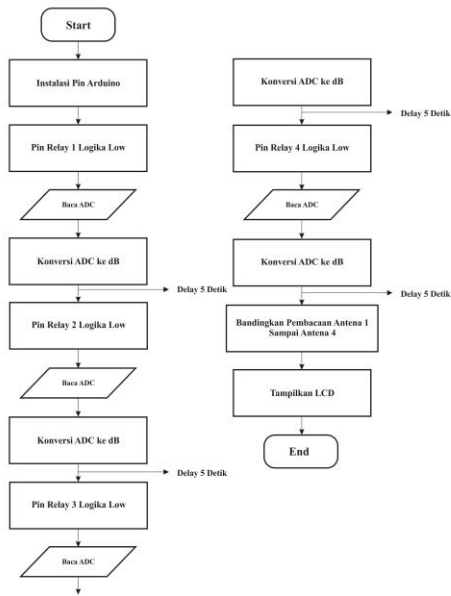 Start
Instalasi Pin Arduino
Pin Relay 1 Logika Low
Baca ADC
Konversi ADC ke dB
Delay 5 Detik
Pin Relay 2 Logika Low
Baca ADC
Konversi ADC ke dB
Delay 5 Detik
Pin Relay 3 Logika Low
Baca ADC
Konversi ADC ke dB
Delay 5 Detik
Pin Relay 4 Logika Low
Baca ADC
Konversi ADC ke dB
Delay 5 Detik
Bandingkan Pembacaan Antena 1
Sampai Antena 4
Tampilkan LCD
End